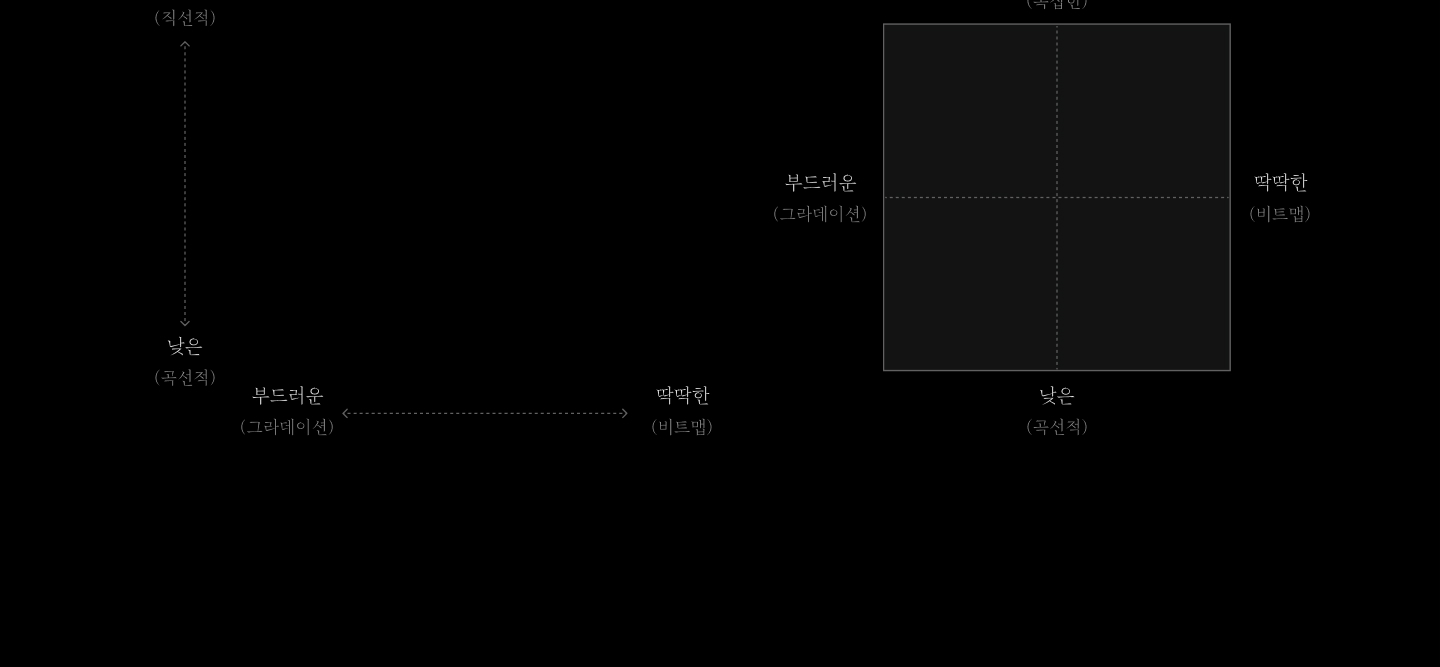 (직선적)
낮은
(곡선적)
부드러운
(그라데이션)
딱딱한
(비트맵)
부드러운
(그라데이션)
딱딱한
(비트맵)
낮은
(곡선적)